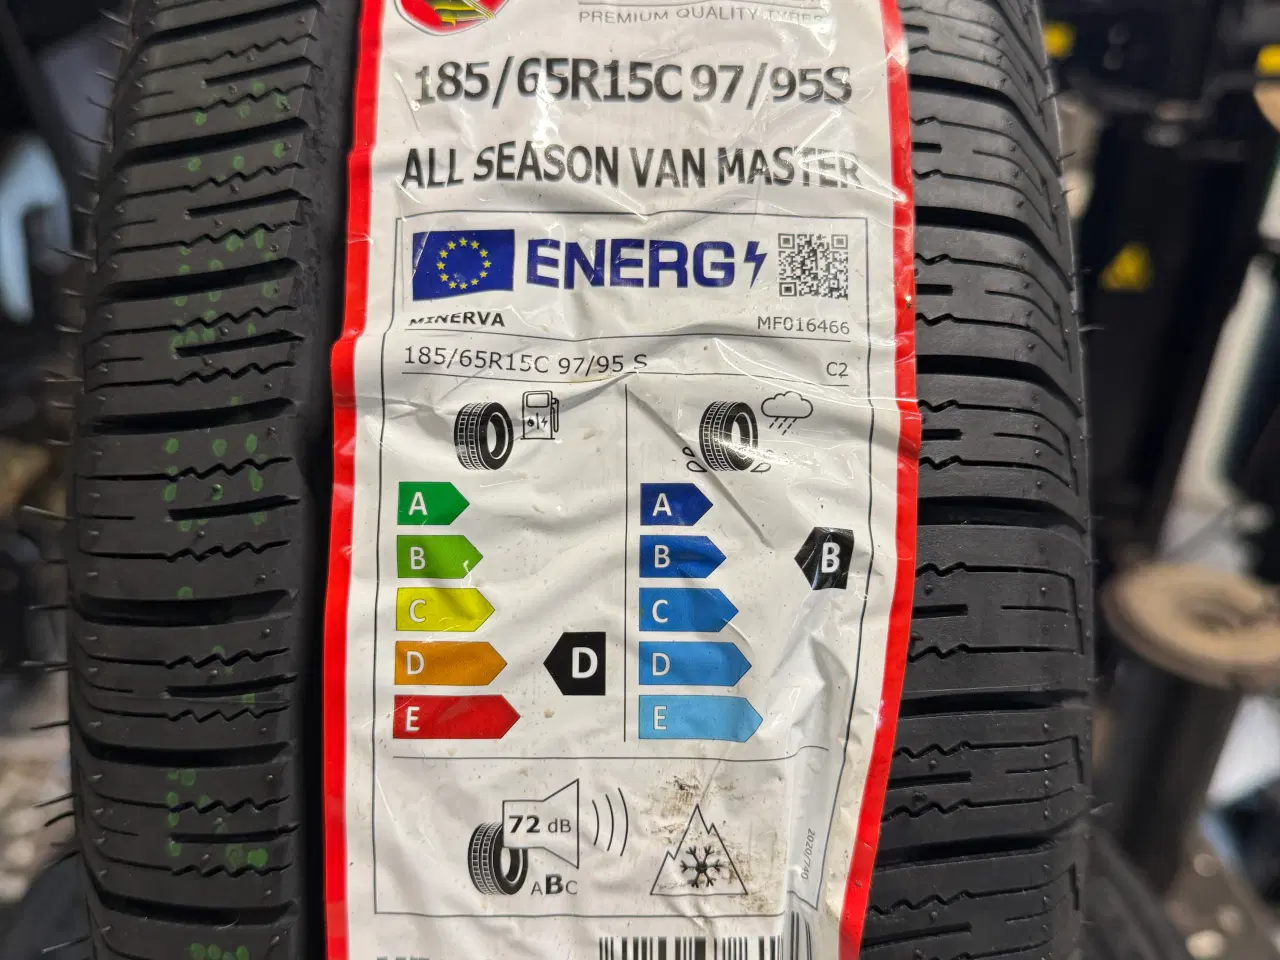 PREMIUM QUALITY TYRES
185/65R15C 97/95S
ALL SEASON VAN MASTER
ENERG
MINERVA MF016466
185/65R15C 97/95 S C2
A A
B B B
C C
D D D
E E
72 dB
ABC
2020/740